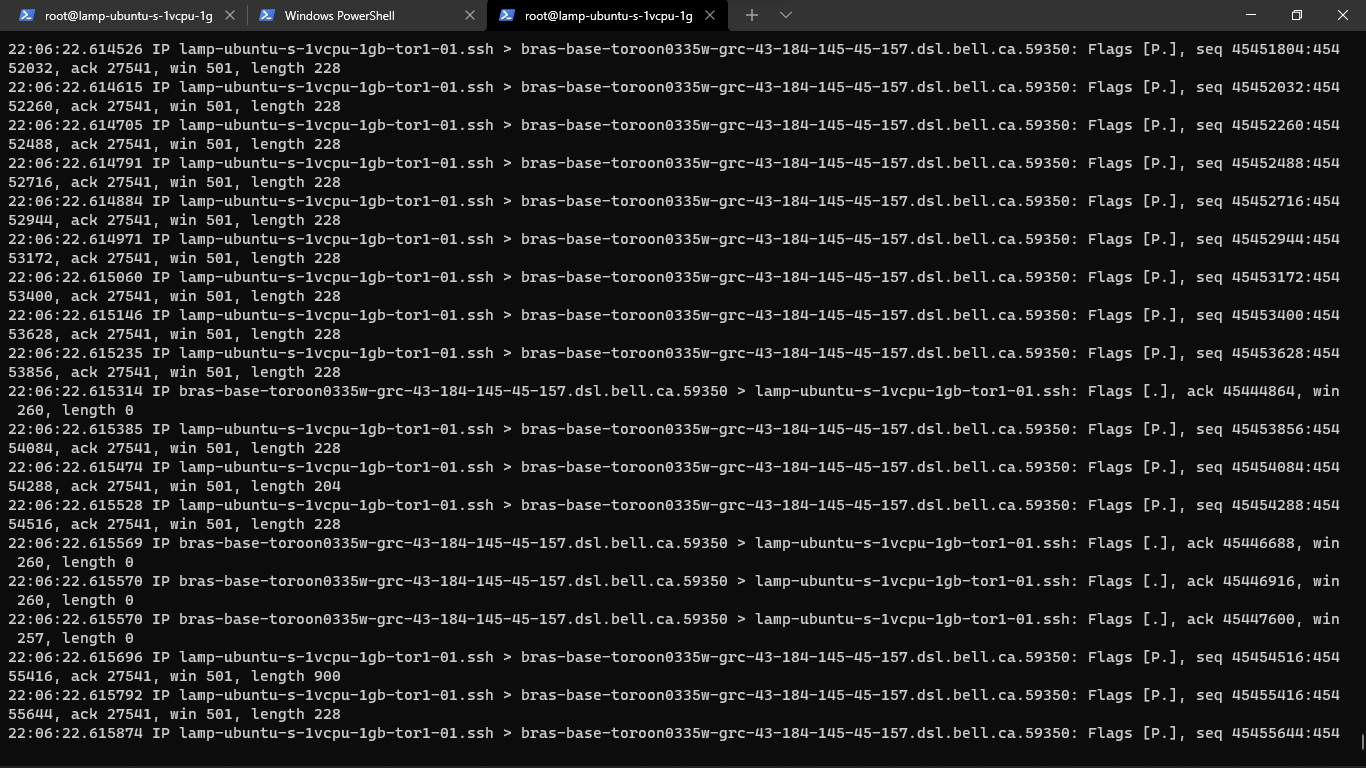 root@lamp-ubuntu-s-1vcpu-1g
Windows PowerShell
root@lamp-ubuntu-s-1vcpu-1g
22:06:22.614526 IP lamp-ubuntu-s-1vcpu-1gb-tor1-01.ssh > bras-base-toroon0335w-grc-43-184-145-45-157.dsl.bell.ca.59350: Flags [P.], seq 45451804:454
52032, ack 27541, win 501, length 228
22:06:22.614615 IP lamp-ubuntu-s-1vcpu-1gb-tor1-01.ssh > bras-base-toroon0335w-grc-43-184-145-45-157.dsl.bell.ca.59350: Flags [P.], seq 45452032:454
52260, ack 27541, win 501, length 228
22:06:22.614705 IP lamp-ubuntu-s-1vcpu-1gb-tor1-01.ssh > bras-base-toroon0335w-grc-43-184-145-45-157.dsl.bell.ca.59350: Flags [P.], seq 45452260:454
52488, ack 27541, win 501, length 228
22:06:22.614791 IP lamp-ubuntu-s-1vcpu-1gb-tor1-01.ssh > bras-base-toroon0335w-grc-43-184-145-45-157.dsl.bell.ca.59350: Flags [P.], seq 45452488:454
52716, ack 27541, win 501, length 228
22:06:22.614884 IP lamp-ubuntu-s-1vcpu-1gb-tor1-01.ssh > bras-base-toroon0335w-grc-43-184-145-45-157.dsl.bell.ca.59350: Flags [P.], seq 45452716:454
52944, ack 27541, win 501, length 228
22:06:22.614971 IP lamp-ubuntu-s-1vcpu-1gb-tor1-01.ssh > bras-base-toroon0335w-grc-43-184-145-45-157.dsl.bell.ca.59350: Flags [P.], seq 45452944:454
53172, ack 27541, win 501, length 228
22:06:22.615060 IP lamp-ubuntu-s-1vcpu-1gb-tor1-01.ssh > bras-base-toroon0335w-grc-43-184-145-45-157.dsl.bell.ca.59350: Flags [P.], seq 45453172:454
53400, ack 27541, win 501, length 228
22:06:22.615146 IP lamp-ubuntu-s-1vcpu-1gb-tor1-01.ssh > bras-base-toroon0335w-grc-43-184-145-45-157.dsl.bell.ca.59350: Flags [P.], seq 45453400:454
53628, ack 27541, win 501, length 228
22:06:22.615235 IP lamp-ubuntu-s-1vcpu-1gb-tor1-01.ssh > bras-base-toroon0335w-grc-43-184-145-45-157.dsl.bell.ca.59350: Flags [P.], seq 45453628:454
53856, ack 27541, win 501, length 228
22:06:22.615314 IP bras-base-toroon0335w-grc-43-184-145-45-157.dsl.bell.ca.59350 > lamp-ubuntu-s-1vcpu-1gb-tor1-01.ssh: Flags [.], ack 45444864, win
260, length 0
22:06:22.615385 IP lamp-ubuntu-s-1vcpu-1gb-tor1-01.ssh > bras-base-toroon0335w-grc-43-184-145-45-157.dsl.bell.ca.59350: Flags [P.], seq 45453856:454
54084, ack 27541, win 501, length 228
22:06:22.615474 IP lamp-ubuntu-s-1vcpu-1gb-tor1-01.ssh > bras-base-toroon0335w-grc-43-184-145-45-157.dsl.bell.ca.59350: Flags [P.], seq 45454084:454
54288, ack 27541, win 501, length 204
22:06:22.615528 IP lamp-ubuntu-s-1vcpu-1gb-tor1-01.ssh > bras-base-toroon0335w-grc-43-184-145-45-157.dsl.bell.ca.59350: Flags [P.], seq 45454288:454
54516, ack 27541, win 501, length 228
22:06:22.615569 IP bras-base-toroon0335w-grc-43-184-145-45-157.dsl.bell.ca.59350 > lamp-ubuntu-s-1vcpu-1gb-tor1-01.ssh: Flags [.], ack 45446688, win
260, length 0
22:06:22.615570 IP bras-base-toroon0335w-grc-43-184-145-45-157.dsl.bell.ca.59350 > lamp-ubuntu-s-1vcpu-1gb-tor1-01.ssh: Flags [.], ack 45446916, win
260, length 0
22:06:22.615570 IP bras-base-toroon0335w-grc-43-184-145-45-157.dsl.bell.ca.59350 > lamp-ubuntu-s-1vcpu-1gb-tor1-01.ssh: Flags [.], ack 45447600, win
257, length 0
22:06:22.615696 IP lamp-ubuntu-s-1vcpu-1gb-tor1-01.ssh > bras-base-toroon0335w-grc-43-184-145-45-157.dsl.bell.ca.59350: Flags [P.], seq 45454516:454
55416, ack 27541, win 501, length 900
22:06:22.615792 IP lamp-ubuntu-s-1vcpu-1gb-tor1-01.ssh > bras-base-toroon0335w-grc-43-184-145-45-157.dsl.bell.ca.59350: Flags [P.], seq 45455416:454
55644, ack 27541, win 501, length 228
22:06:22.615874 IP lamp-ubuntu-s-1vcpu-1gb-tor1-01.ssh > bras-base-toroon0335w-grc-43-184-145-45-157.dsl.bell.ca.59350: Flags [P.], seq 45455644:454